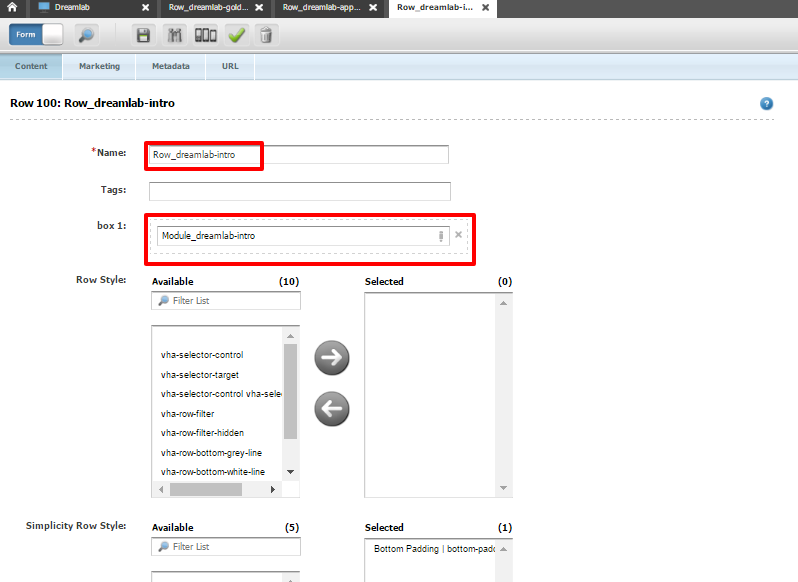 Dreamlab
Row_dreamlab-gold...
Row_dreamlab-app...
Row_dreamlab-i...
Form
Content
Marketing
Metadata
URL
Row 100: Row_dreamlab-intro
?
*Name:
Row_dreamlab-intro
Tags:
box 1:
Module_dreamlab-intro
Row Style:
Available (10)
Selected (0)
Filter List
vha-selector-control
vha-selector-target
vha-selector-control vha-sele
vha-row-filter
vha-row-filter-hidden
vha-row-bottom-grey-line
vha-row-bottom-white-line
Simplicity Row Style:
Available (5)
Selected (1)
Filter List
Bottom Padding | bottom-padd